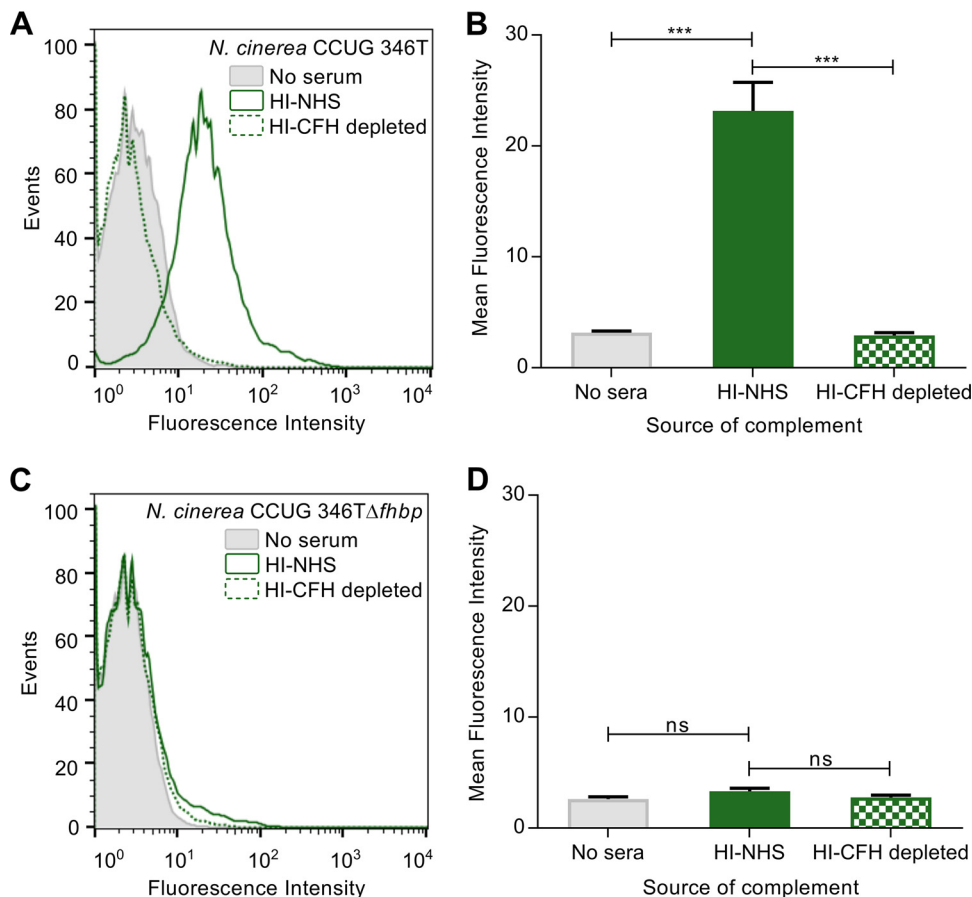 A
N. cinerea CCUG 346T
No serum
HI-NHS
HI-CFH depleted
100
80
60
40
20
0
Events
10⁰ 10¹ 10² 10³ 10⁴
Fluorescence Intensity
B
30
20
10
0
Mean Fluorescence Intensity
***
***
No sera HI-NHS HI-CFH depleted
Source of complement
C
N. cinerea CCUG 346TΔfhbp
No serum
HI-NHS
HI-CFH depleted
100
80
60
40
20
0
Events
10⁰ 10¹ 10² 10³ 10⁴
Fluorescence Intensity
D
30
20
10
0
Mean Fluorescence Intensity
ns
ns
No sera HI-NHS HI-CFH depleted
Source of complement